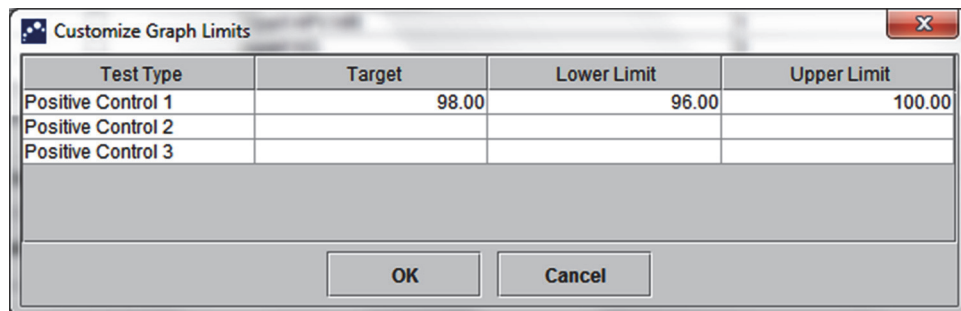 Customize Graph Limits
Test Type Target Lower Limit Upper Limit
Positive Control 1 98.00 96.00 100.00
Positive Control 2
Positive Control 3
OK Cancel